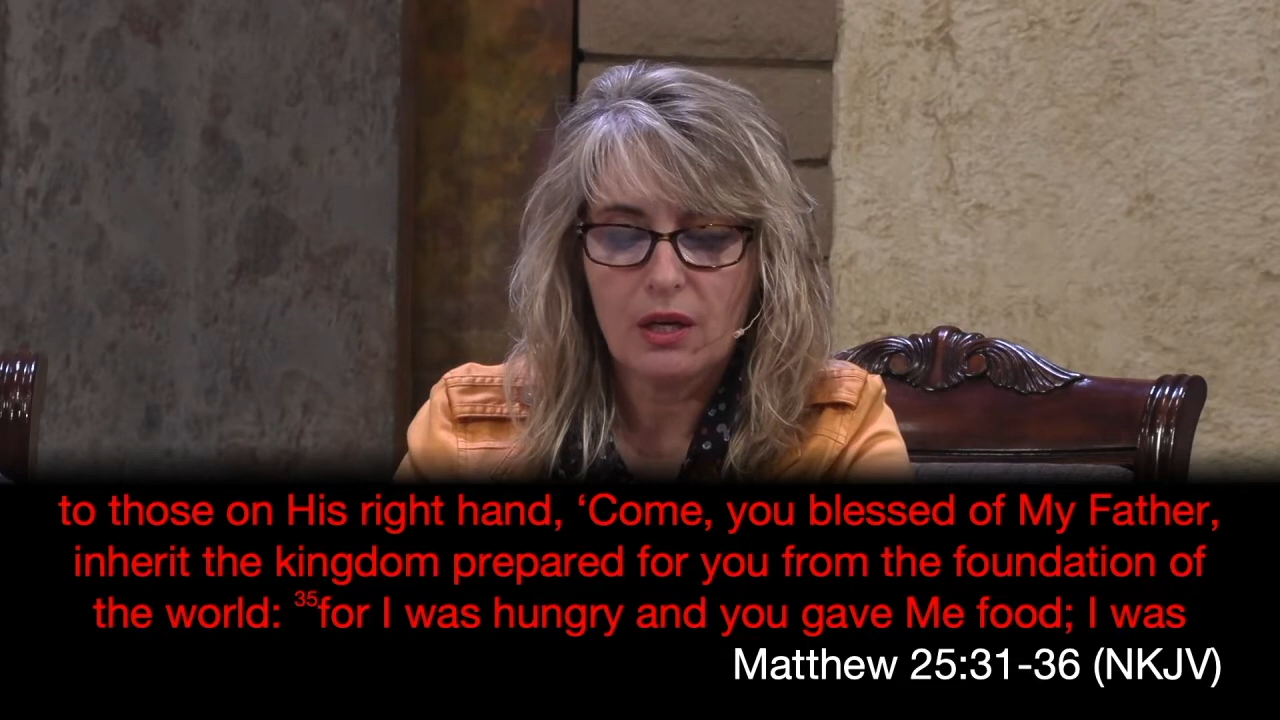 to those on His right hand, ‘Come, you blessed of My Father,
inherit the kingdom prepared for you from the foundation of
the world: ³⁵for I was hungry and you gave Me food; I was
Matthew 25:31-36 (NKJV)